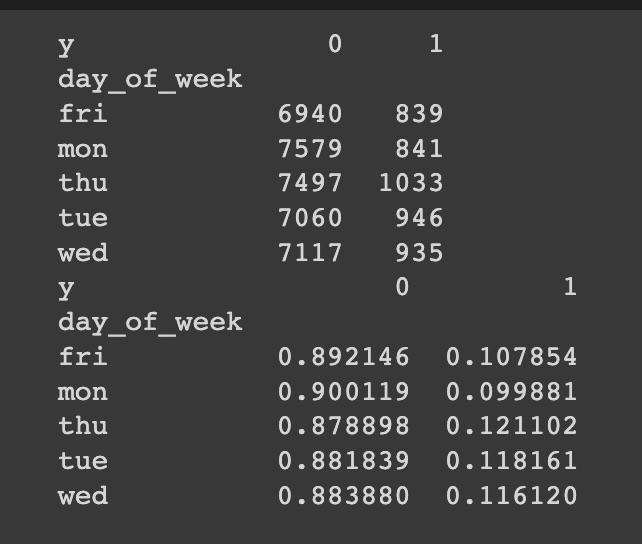 y 0 1
day_of_week
fri 6940 839
mon 7579 841
thu 7497 1033
tue 7060 946
wed 7117 935
y 0 1
day_of_week
fri 0.892146 0.107854
mon 0.900119 0.099881
thu 0.878898 0.121102
tue 0.881839 0.118161
wed 0.883880 0.116120